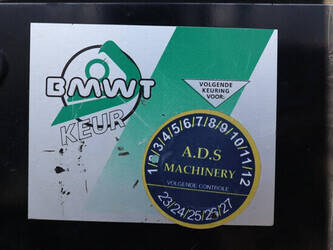 BMWT
KEUR
VOLGENDE
KEURING
VOOR:
1/2/3/4/5/6/7/8/9/10/11/12
A.D.S
MACHINERY
VOLGENDE CONTROLE
23/24/25/25/27